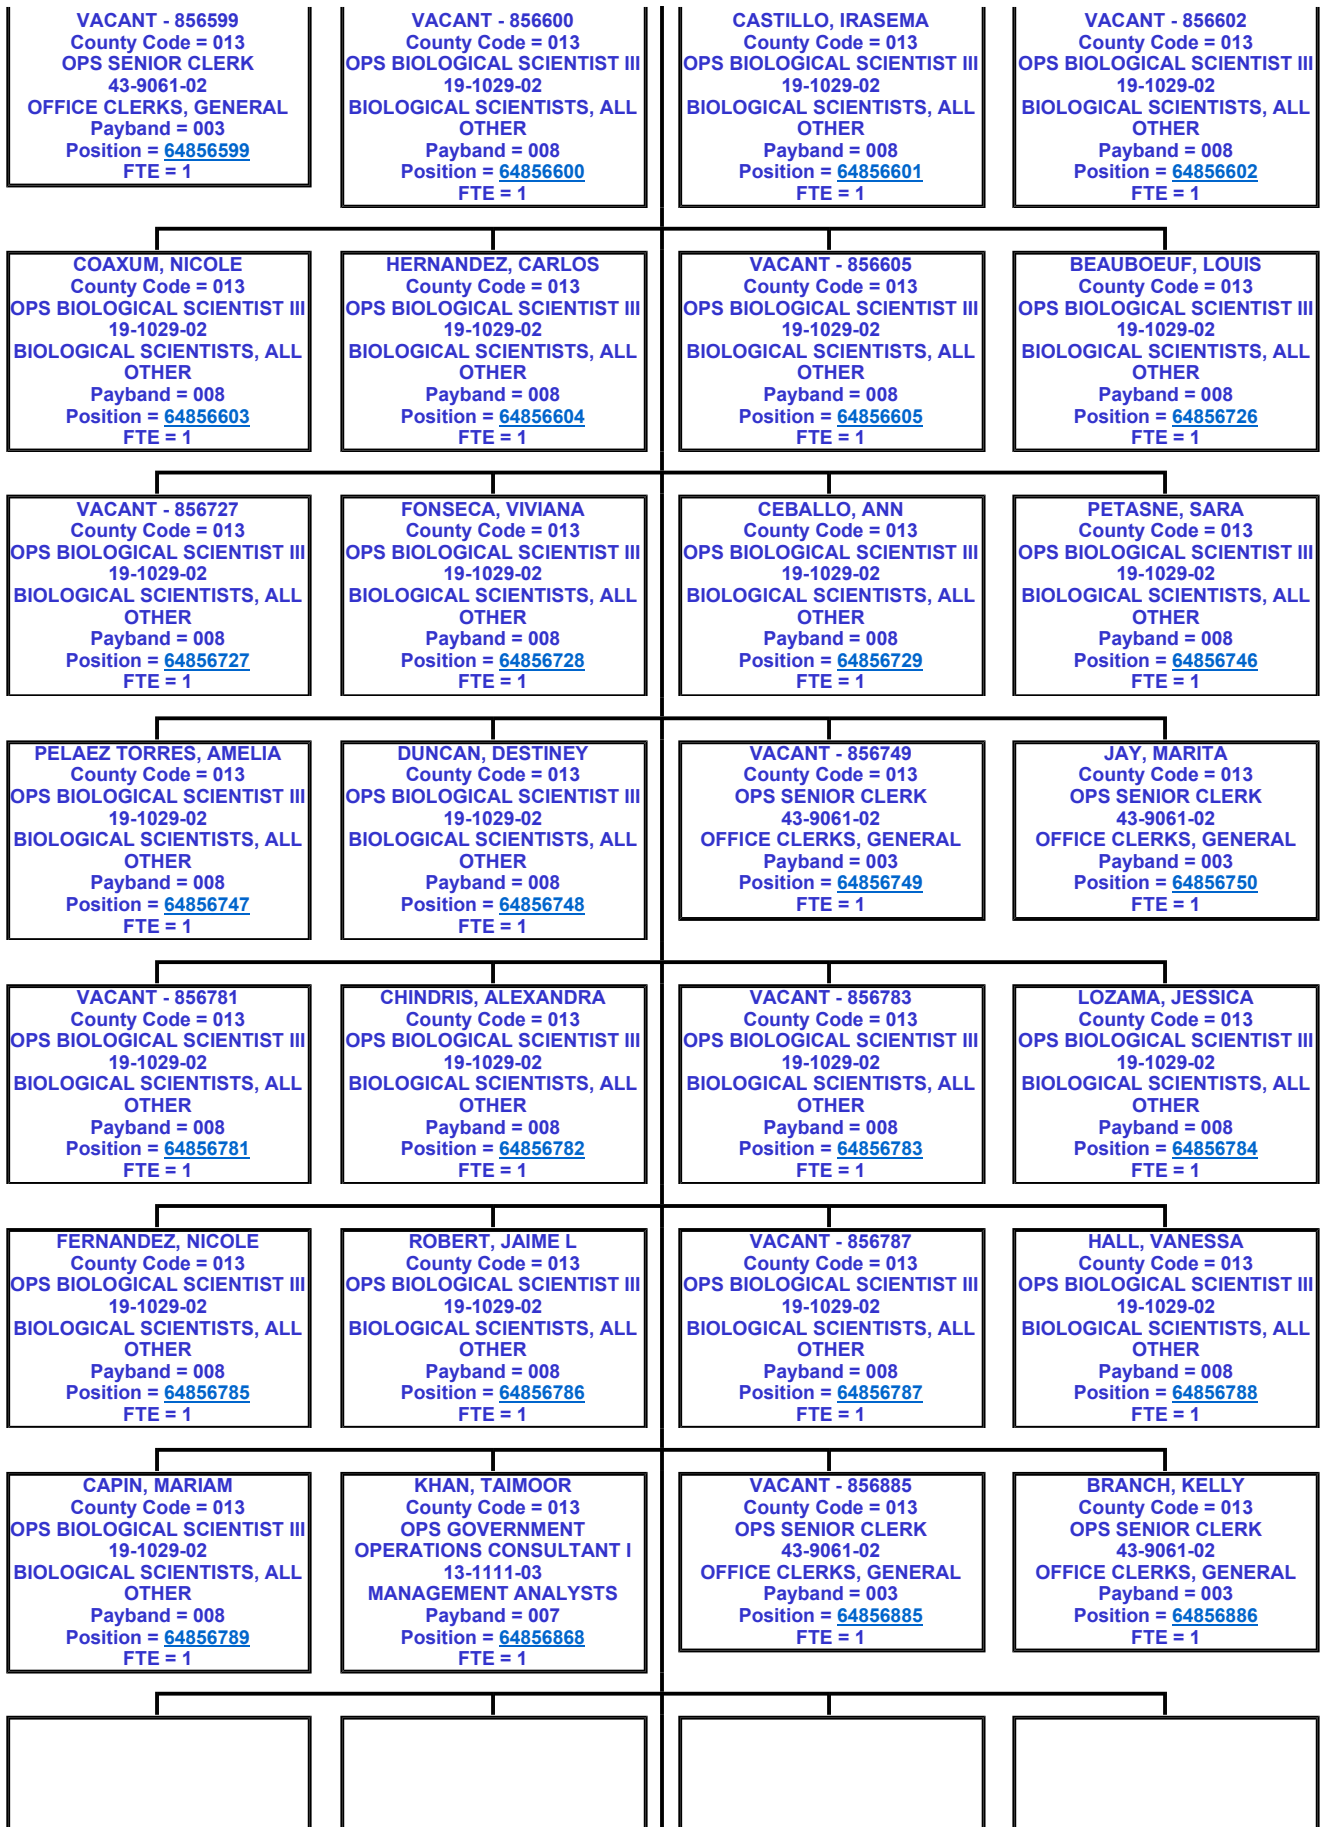 VACANT - 856599
County Code = 013
OPS SENIOR CLERK
43-9061-02
OFFICE CLERKS, GENERAL
Payband = 003
Position = 64856599
FTE = 1
VACANT - 856600
County Code = 013
OPS BIOLOGICAL SCIENTIST III
19-1029-02
BIOLOGICAL SCIENTISTS, ALL
OTHER
Payband = 008
Position = 64856600
FTE = 1
CASTILLO, IRASEMA
County Code = 013
OPS BIOLOGICAL SCIENTIST III
19-1029-02
BIOLOGICAL SCIENTISTS, ALL
OTHER
Payband = 008
Position = 64856601
FTE = 1
VACANT - 856602
County Code = 013
OPS BIOLOGICAL SCIENTIST III
19-1029-02
BIOLOGICAL SCIENTISTS, ALL
OTHER
Payband = 008
Position = 64856602
FTE = 1
COAXUM, NICOLE
County Code = 013
OPS BIOLOGICAL SCIENTIST III
19-1029-02
BIOLOGICAL SCIENTISTS, ALL
OTHER
Payband = 008
Position = 64856603
FTE = 1
HERNANDEZ, CARLOS
County Code = 013
OPS BIOLOGICAL SCIENTIST III
19-1029-02
BIOLOGICAL SCIENTISTS, ALL
OTHER
Payband = 008
Position = 64856604
FTE = 1
VACANT - 856605
County Code = 013
OPS BIOLOGICAL SCIENTIST III
19-1029-02
BIOLOGICAL SCIENTISTS, ALL
OTHER
Payband = 008
Position = 64856605
FTE = 1
BEAUBOEUF, LOUIS
County Code = 013
OPS BIOLOGICAL SCIENTIST III
19-1029-02
BIOLOGICAL SCIENTISTS, ALL
OTHER
Payband = 008
Position = 64856726
FTE = 1
VACANT - 856727
County Code = 013
OPS BIOLOGICAL SCIENTIST III
19-1029-02
BIOLOGICAL SCIENTISTS, ALL
OTHER
Payband = 008
Position = 64856727
FTE = 1
FONSECA, VIVIANA
County Code = 013
OPS BIOLOGICAL SCIENTIST III
19-1029-02
BIOLOGICAL SCIENTISTS, ALL
OTHER
Payband = 008
Position = 64856728
FTE = 1
CEBALLO, ANN
County Code = 013
OPS BIOLOGICAL SCIENTIST III
19-1029-02
BIOLOGICAL SCIENTISTS, ALL
OTHER
Payband = 008
Position = 64856729
FTE = 1
PETASNE, SARA
County Code = 013
OPS BIOLOGICAL SCIENTIST III
19-1029-02
BIOLOGICAL SCIENTISTS, ALL
OTHER
Payband = 008
Position = 64856746
FTE = 1
PELAEZ TORRES, AMELIA
County Code = 013
OPS BIOLOGICAL SCIENTIST III
19-1029-02
BIOLOGICAL SCIENTISTS, ALL
OTHER
Payband = 008
Position = 64856747
FTE = 1
DUNCAN, DESTINEY
County Code = 013
OPS BIOLOGICAL SCIENTIST III
19-1029-02
BIOLOGICAL SCIENTISTS, ALL
OTHER
Payband = 008
Position = 64856748
FTE = 1
VACANT - 856749
County Code = 013
OPS SENIOR CLERK
43-9061-02
OFFICE CLERKS, GENERAL
Payband = 003
Position = 64856749
FTE = 1
JAY, MARITA
County Code = 013
OPS SENIOR CLERK
43-9061-02
OFFICE CLERKS, GENERAL
Payband = 003
Position = 64856750
FTE = 1
VACANT - 856781
County Code = 013
OPS BIOLOGICAL SCIENTIST III
19-1029-02
BIOLOGICAL SCIENTISTS, ALL
OTHER
Payband = 008
Position = 64856781
FTE = 1
CHINDRIS, ALEXANDRA
County Code = 013
OPS BIOLOGICAL SCIENTIST III
19-1029-02
BIOLOGICAL SCIENTISTS, ALL
OTHER
Payband = 008
Position = 64856782
FTE = 1
VACANT - 856783
County Code = 013
OPS BIOLOGICAL SCIENTIST III
19-1029-02
BIOLOGICAL SCIENTISTS, ALL
OTHER
Payband = 008
Position = 64856783
FTE = 1
LOZAMA, JESSICA
County Code = 013
OPS BIOLOGICAL SCIENTIST III
19-1029-02
BIOLOGICAL SCIENTISTS, ALL
OTHER
Payband = 008
Position = 64856784
FTE = 1
FERNANDEZ, NICOLE
County Code = 013
OPS BIOLOGICAL SCIENTIST III
19-1029-02
BIOLOGICAL SCIENTISTS, ALL
OTHER
Payband = 008
Position = 64856785
FTE = 1
ROBERT, JAIME L
County Code = 013
OPS BIOLOGICAL SCIENTIST III
19-1029-02
BIOLOGICAL SCIENTISTS, ALL
OTHER
Payband = 008
Position = 64856786
FTE = 1
VACANT - 856787
County Code = 013
OPS BIOLOGICAL SCIENTIST III
19-1029-02
BIOLOGICAL SCIENTISTS, ALL
OTHER
Payband = 008
Position = 64856787
FTE = 1
HALL, VANESSA
County Code = 013
OPS BIOLOGICAL SCIENTIST III
19-1029-02
BIOLOGICAL SCIENTISTS, ALL
OTHER
Payband = 008
Position = 64856788
FTE = 1
CAPIN, MARIAM
County Code = 013
OPS BIOLOGICAL SCIENTIST III
19-1029-02
BIOLOGICAL SCIENTISTS, ALL
OTHER
Payband = 008
Position = 64856789
FTE = 1
KHAN, TAIMOOR
County Code = 013
OPS GOVERNMENT
OPERATIONS CONSULTANT I
13-1111-03
MANAGEMENT ANALYSTS
Payband = 007
Position = 64856868
FTE = 1
VACANT - 856885
County Code = 013
OPS SENIOR CLERK
43-9061-02
OFFICE CLERKS, GENERAL
Payband = 003
Position = 64856885
FTE = 1
BRANCH, KELLY
County Code = 013
OPS SENIOR CLERK
43-9061-02
OFFICE CLERKS, GENERAL
Payband = 003
Position = 64856886
FTE = 1